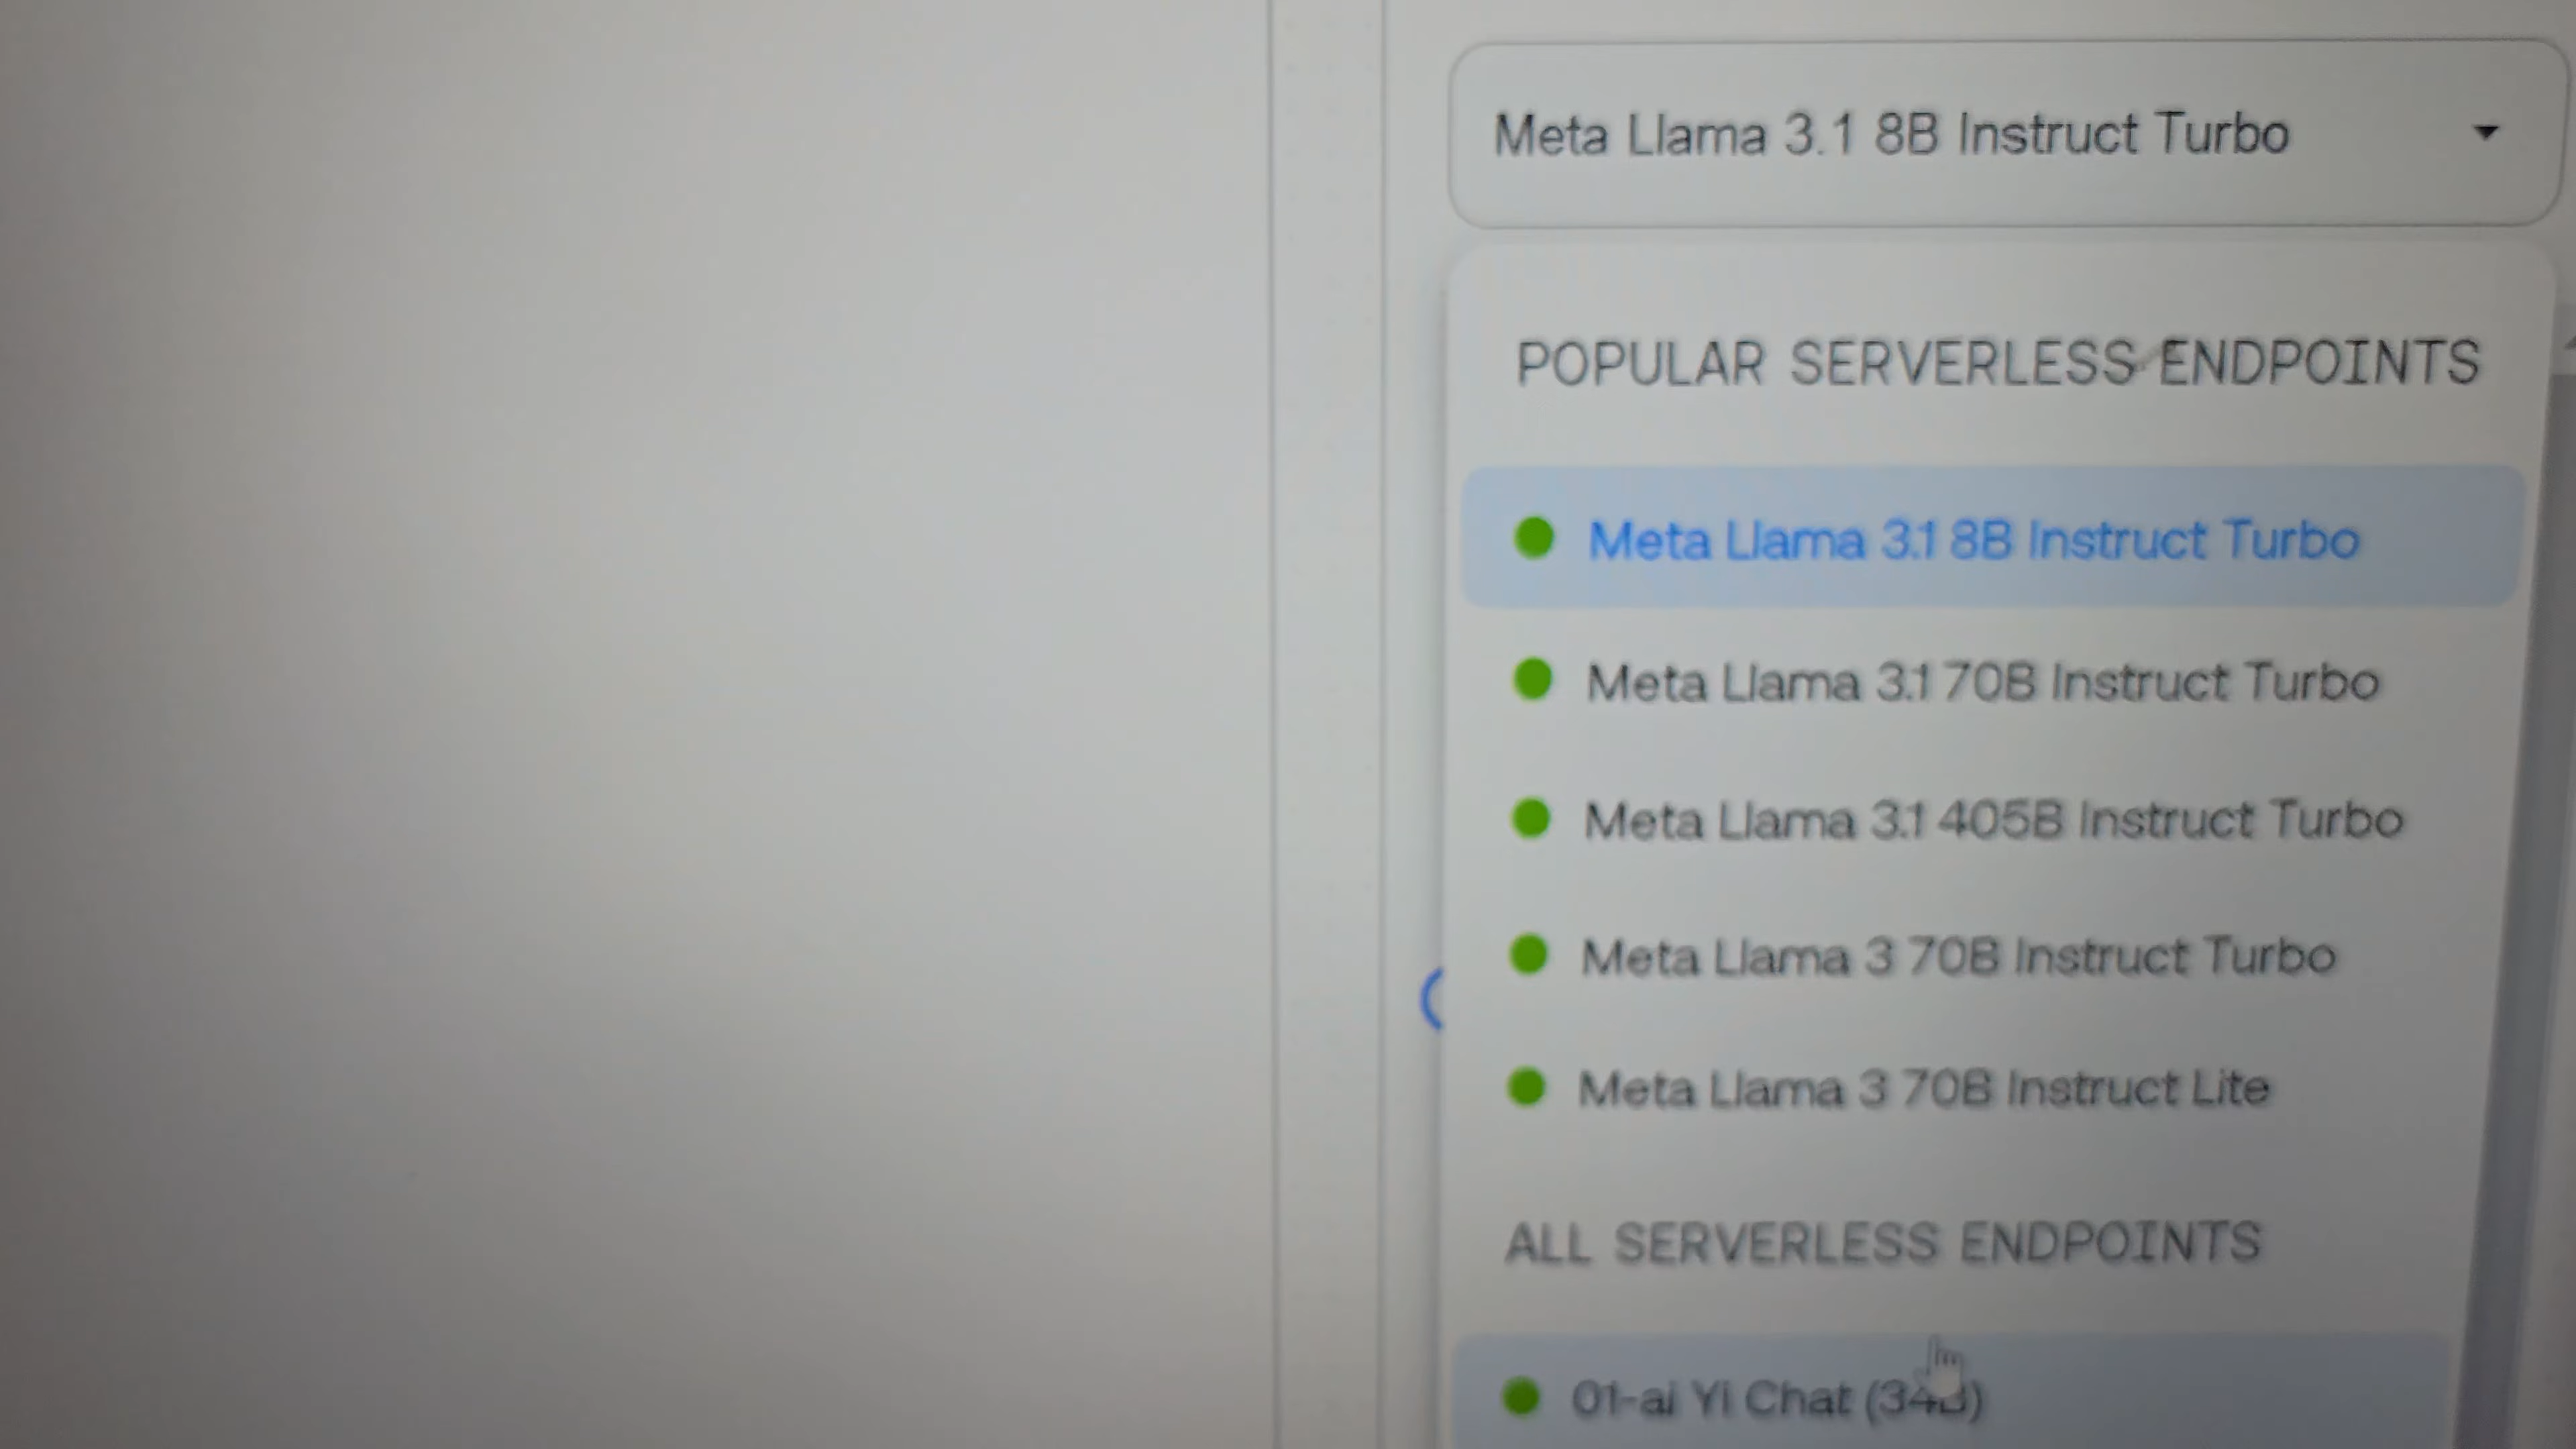 Meta Llama 3.1 8B Instruct Turbo
POPULAR SERVERLESS ENDPOINTS
Meta Llama 3.1 8B Instruct Turbo
Meta Llama 3.1 70B Instruct Turbo
Meta Llama 3.1 405B Instruct Turbo
Meta Llama 3 70B Instruct Turbo
Meta Llama 3 70B Instruct Lite
ALL SERVERLESS ENDPOINTS
01-ai Yi Chat (34B)